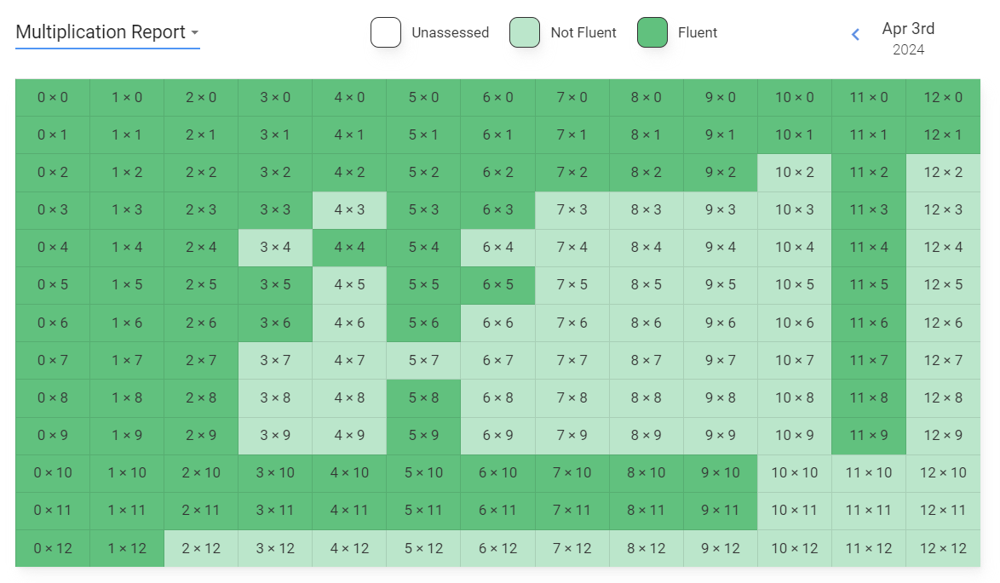 Multiplication Report
Unassessed
Not Fluent
Fluent
Apr 3rd
2024
0 × 0 1 × 0 2 × 0 3 × 0 4 × 0 5 × 0 6 × 0 7 × 0 8 × 0 9 × 0 10 × 0 11 × 0 12 × 0
0 × 1 1 × 1 2 × 1 3 × 1 4 × 1 5 × 1 6 × 1 7 × 1 8 × 1 9 × 1 10 × 1 11 × 1 12 × 1
0 × 2 1 × 2 2 × 2 3 × 2 4 × 2 5 × 2 6 × 2 7 × 2 8 × 2 9 × 2 10 × 2 11 × 2 12 × 2
0 × 3 1 × 3 2 × 3 3 × 3 4 × 3 5 × 3 6 × 3 7 × 3 8 × 3 9 × 3 10 × 3 11 × 3 12 × 3
0 × 4 1 × 4 2 × 4 3 × 4 4 × 4 5 × 4 6 × 4 7 × 4 8 × 4 9 × 4 10 × 4 11 × 4 12 × 4
0 × 5 1 × 5 2 × 5 3 × 5 4 × 5 5 × 5 6 × 5 7 × 5 8 × 5 9 × 5 10 × 5 11 × 5 12 × 5
0 × 6 1 × 6 2 × 6 3 × 6 4 × 6 5 × 6 6 × 6 7 × 6 8 × 6 9 × 6 10 × 6 11 × 6 12 × 6
0 × 7 1 × 7 2 × 7 3 × 7 4 × 7 5 × 7 6 × 7 7 × 7 8 × 7 9 × 7 10 × 7 11 × 7 12 × 7
0 × 8 1 × 8 2 × 8 3 × 8 4 × 8 5 × 8 6 × 8 7 × 8 8 × 8 9 × 8 10 × 8 11 × 8 12 × 8
0 × 9 1 × 9 2 × 9 3 × 9 4 × 9 5 × 9 6 × 9 7 × 9 8 × 9 9 × 9 10 × 9 11 × 9 12 × 9
0 × 10 1 × 10 2 × 10 3 × 10 4 × 10 5 × 10 6 × 10 7 × 10 8 × 10 9 × 10 10 × 10 11 × 10 12 × 10
0 × 11 1 × 11 2 × 11 3 × 11 4 × 11 5 × 11 6 × 11 7 × 11 8 × 11 9 × 11 10 × 11 11 × 11 12 × 11
0 × 12 1 × 12 2 × 12 3 × 12 4 × 12 5 × 12 6 × 12 7 × 12 8 × 12 9 × 12 10 × 12 11 × 12 12 × 12